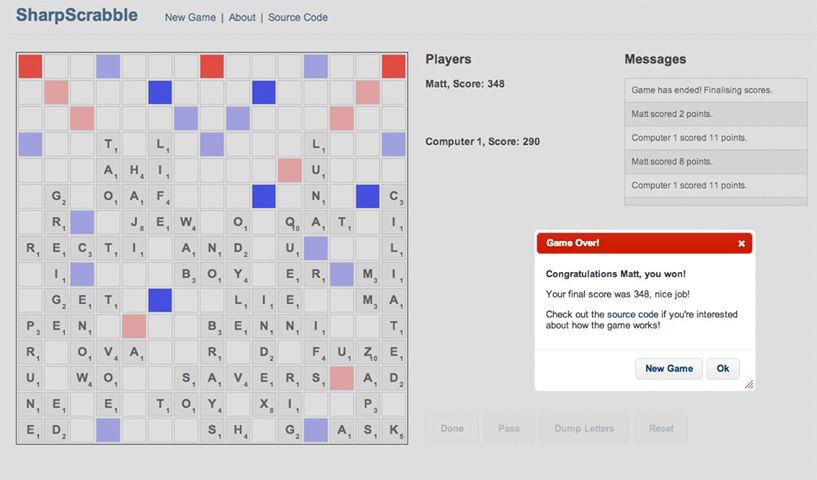 SharpScrabble
New Game | About | Source Code
Players
Matt, Score: 348
Computer 1, Score: 290
Messages
Game has ended! Finalising scores.
Matt scored 2 points.
Computer 1 scored 11 points.
Matt scored 8 points.
Computer 1 scored 11 points.
T1 L1 L1
A1 H4 I1 U1
G2 O1 A1 F4 N1 C3
R1 J8 E1 W4 O1 Q10 A1 T1 I1
R1 E1 C3 T1 I1 A1 N1 D2 U1 L1
I1 B3 O1 Y4 E1 R1 M3 I1
G2 E1 T1 L1 I1 E1 M3 A1
P3 E1 N1 B3 E1 N1 N1 I1 T1
R1 O1 V4 A1 R1 D2 F4 U1 Z10 E1
U1 W4 O1 S1 A1 V4 E1 R1 S1 A1 D2
N1 E1 E1 T1 O1 Y4 X8 I1 P3
E1 D2 S1 H4 G2 A1 S1 K5
Game Over! ×
Congratulations Matt, you won!
Your final score was 348, nice job!
Check out the source code if you're interested
about how the game works!
New Game Ok
Done Pass Dump Letters Reset